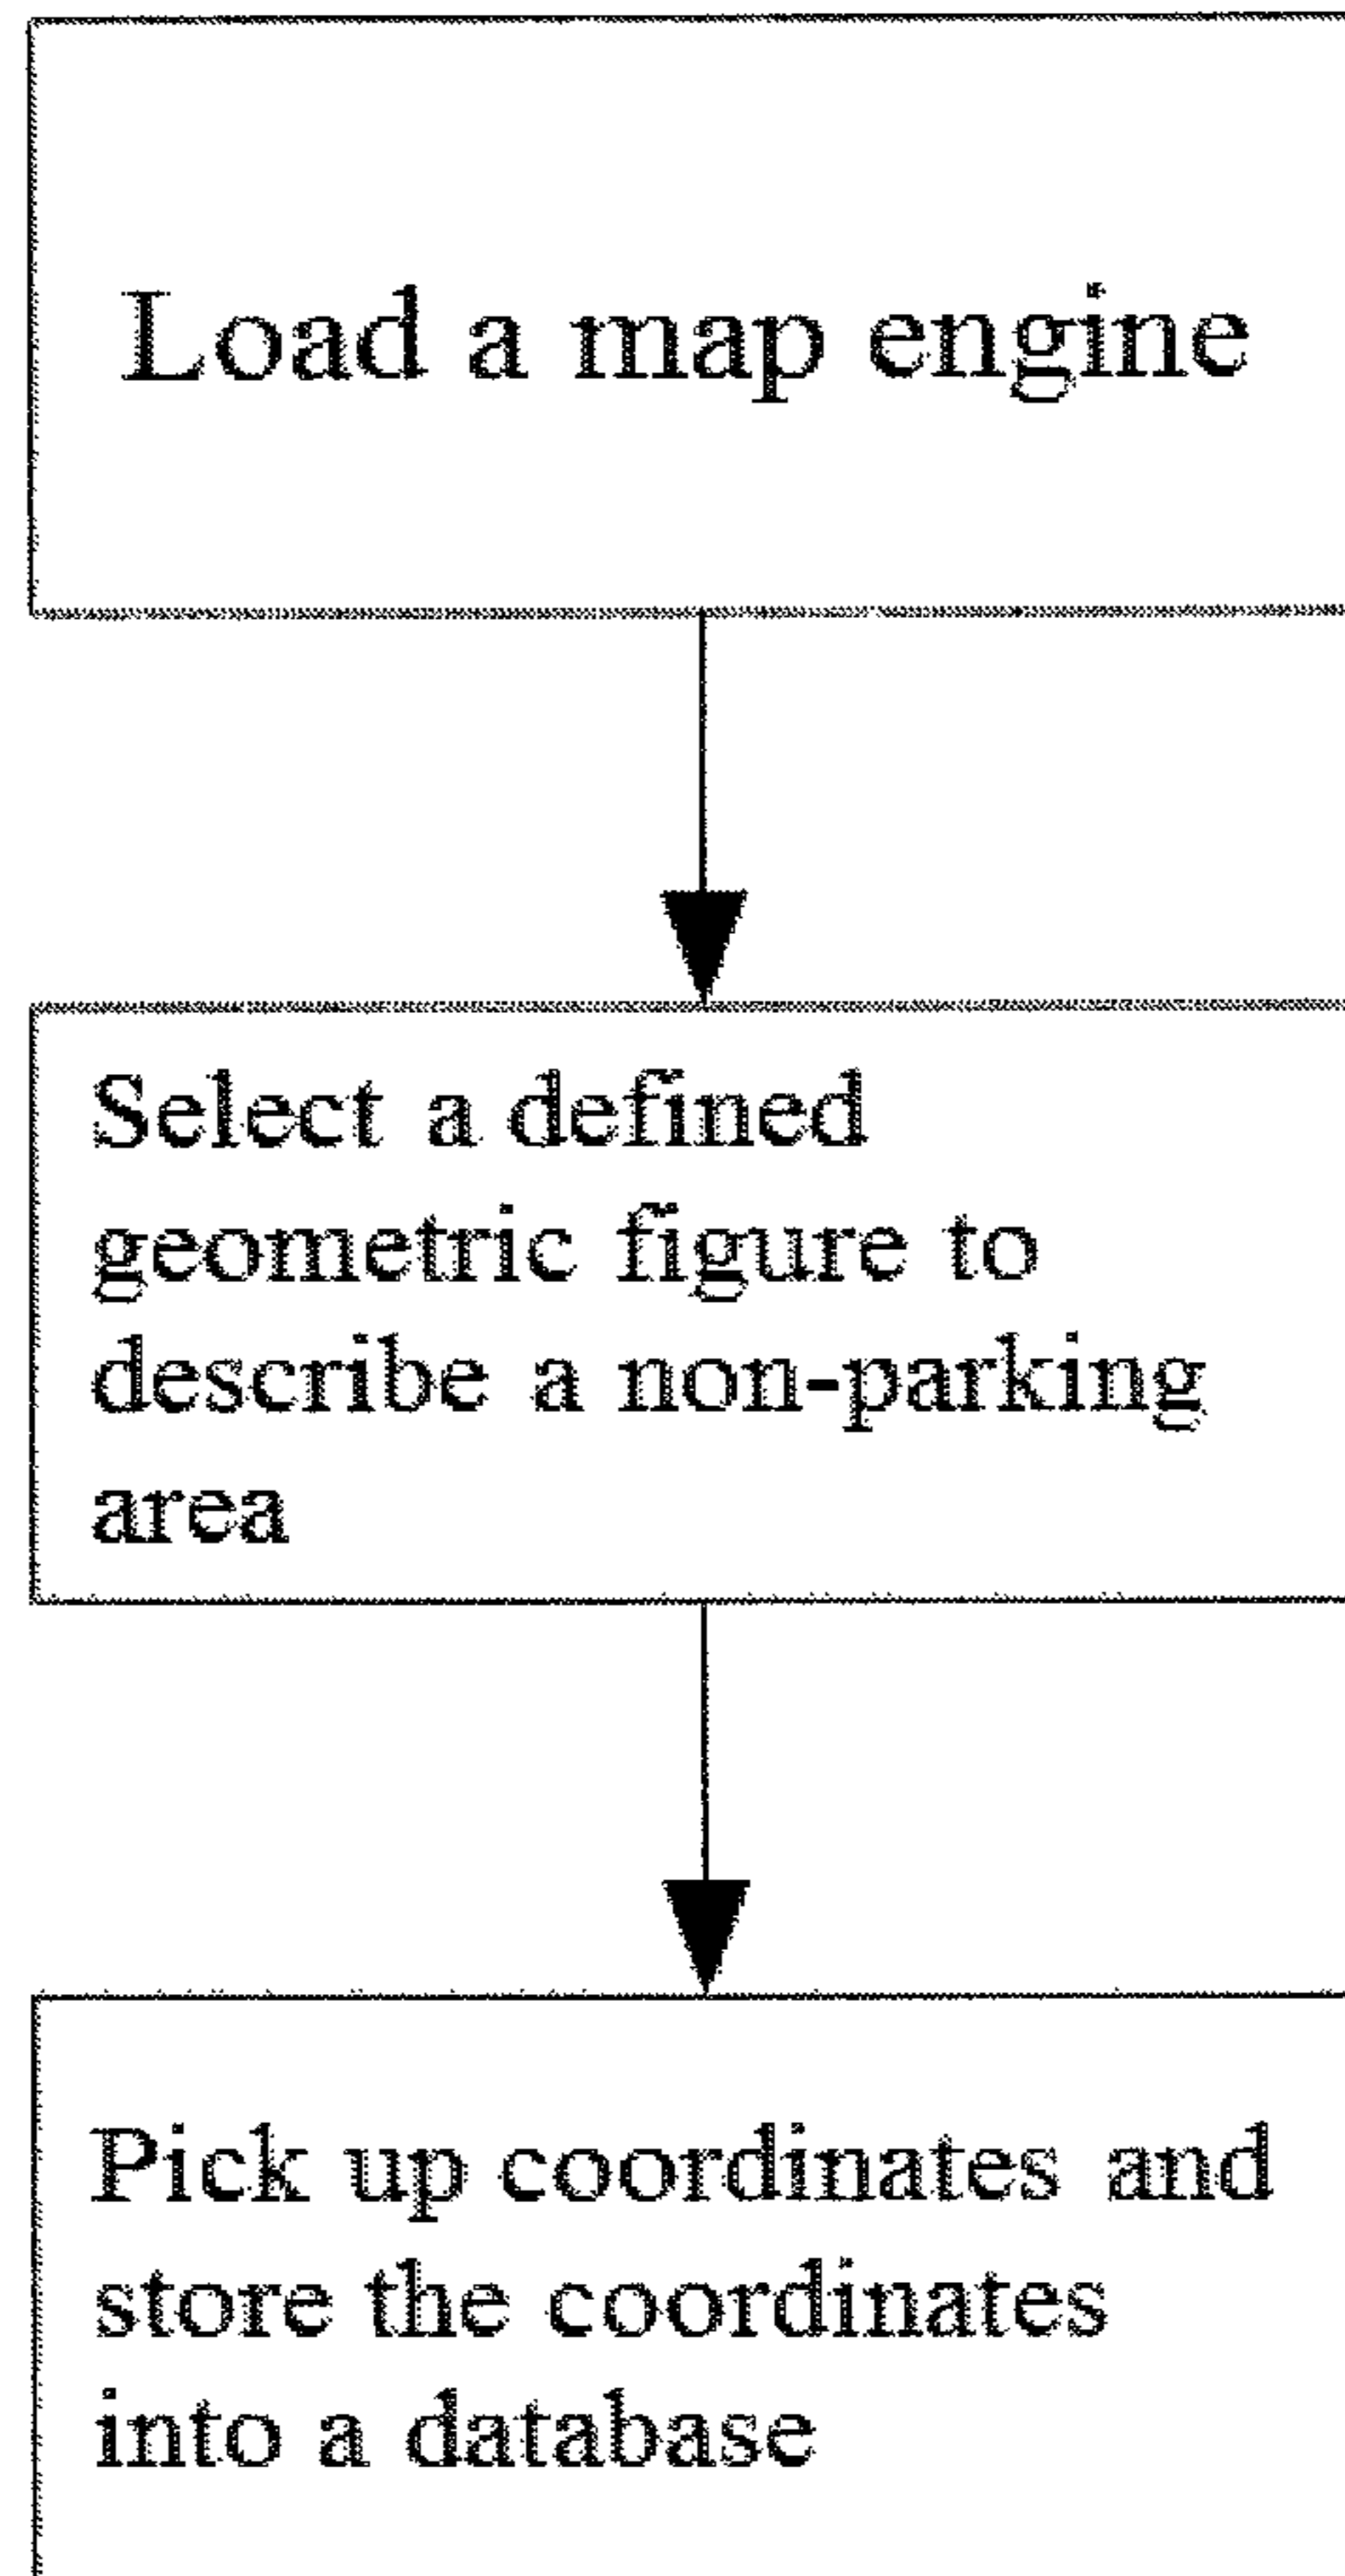 Load a map engine
Select a defined
geometric figure to
describe a non-parking
area
Pick up coordinates and
store the coordinates
into a database